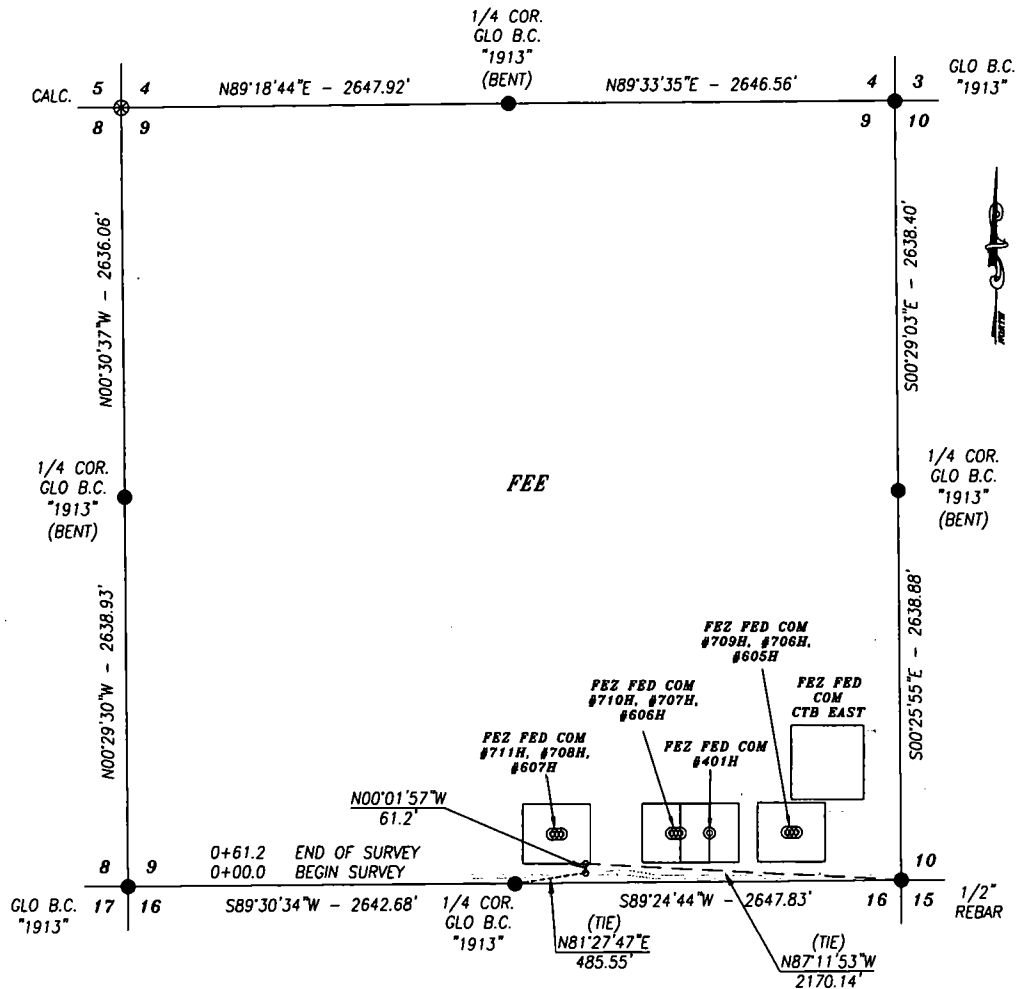 1/4 COR.
GLO B.C.
"1913"
(BENT)
CALC.
5 4
8 9
N89°18'44"E - 2647.92'
N89°33'35"E - 2646.56'
4 3
9 10
GLO B.C.
"1913"
N00°30'37"W - 2636.06'
S00°29'03"E - 2638.40'
NORTH
1/4 COR.
GLO B.C.
"1913"
(BENT)
FEE
1/4 COR.
GLO B.C.
"1913"
(BENT)
N00°29'30"W - 2638.93'
S00°25'55"E - 2638.88'
FEZ FED COM
#709H, #706H,
#605H
FEZ FED COM
#710H, #707H,
#606H
FEZ FED
COM
CTB EAST
FEZ FED COM
#711H, #708H,
#607H
FEZ FED COM
#401H
N00°01'57"W
61.2'
0+61.2 END OF SURVEY
0+00.0 BEGIN SURVEY
8 9
17 16
GLO B.C.
"1913"
S89°30'34"W - 2642.68'
1/4 COR.
GLO B.C.
"1913"
(TIE)
N81°27'47"E
485.55'
S89°24'44"W - 2647.83'
(TIE)
N87°11'53"W
2170.14'
10
16 15
1/2"
REBAR